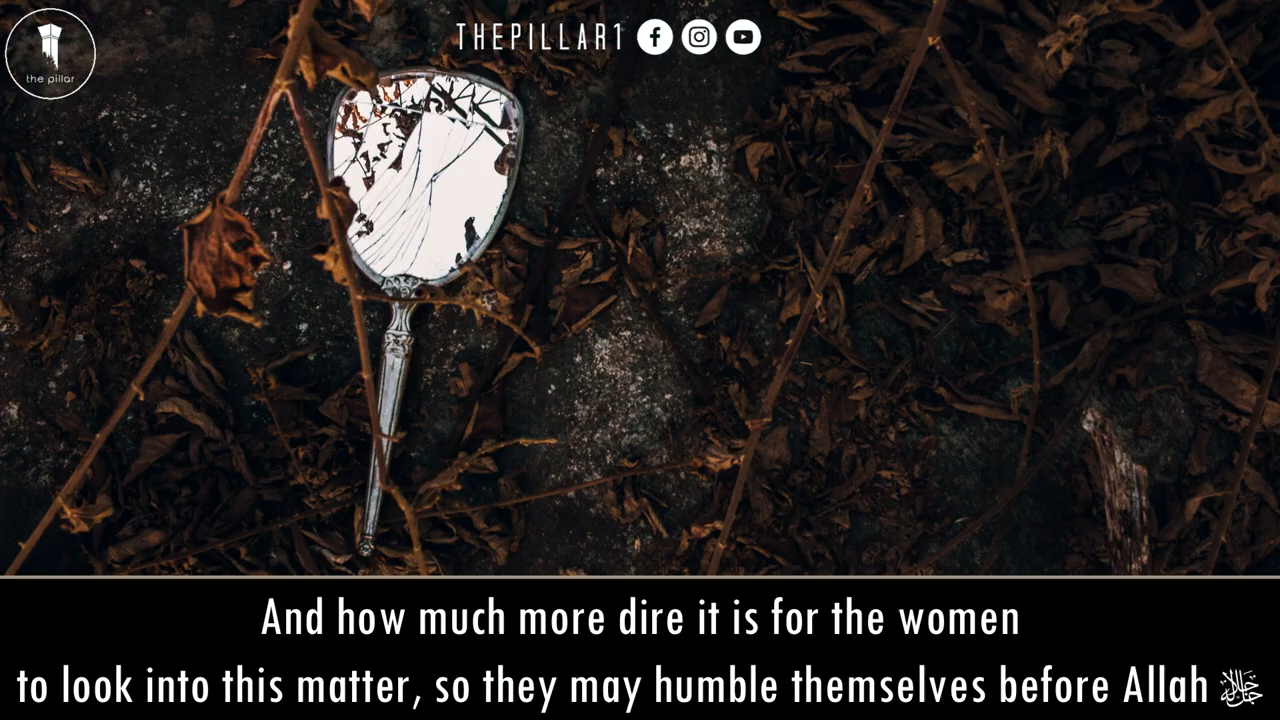 the pillar
THEPILLAR1
And how much more dire it is for the women
to look into this matter, so they may humble themselves before Allah ﷻ